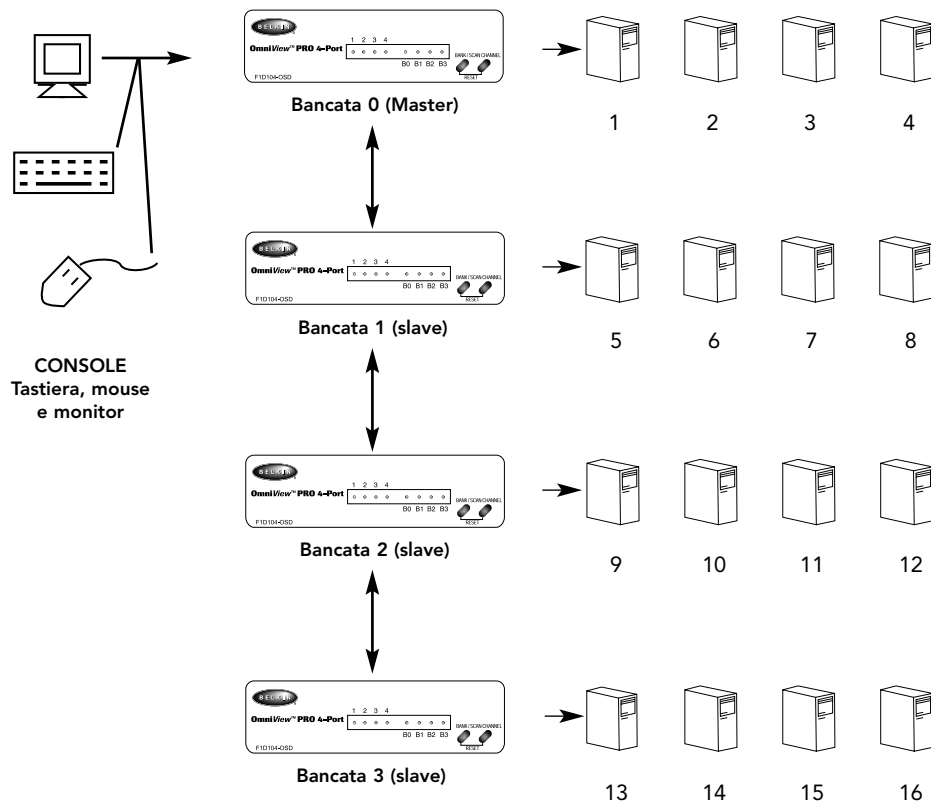 BELKIN
OmniView™ PRO 4-Port
1 2 3 4
B0 B1 B2 B3
BANK / SCAN CHANNEL
RESET
F1D104-OSD
Bancata 0 (Master)
1 2 3 4
BELKIN
OmniView™ PRO 4-Port
1 2 3 4
B0 B1 B2 B3
BANK / SCAN CHANNEL
RESET
F1D104-OSD
Bancata 1 (slave)
5 6 7 8
CONSOLE
Tastiera, mouse
e monitor
BELKIN
OmniView™ PRO 4-Port
1 2 3 4
B0 B1 B2 B3
BANK / SCAN CHANNEL
RESET
F1D104-OSD
Bancata 2 (slave)
9 10 11 12
BELKIN
OmniView™ PRO 4-Port
1 2 3 4
B0 B1 B2 B3
BANK / SCAN CHANNEL
RESET
F1D104-OSD
Bancata 3 (slave)
13 14 15 16